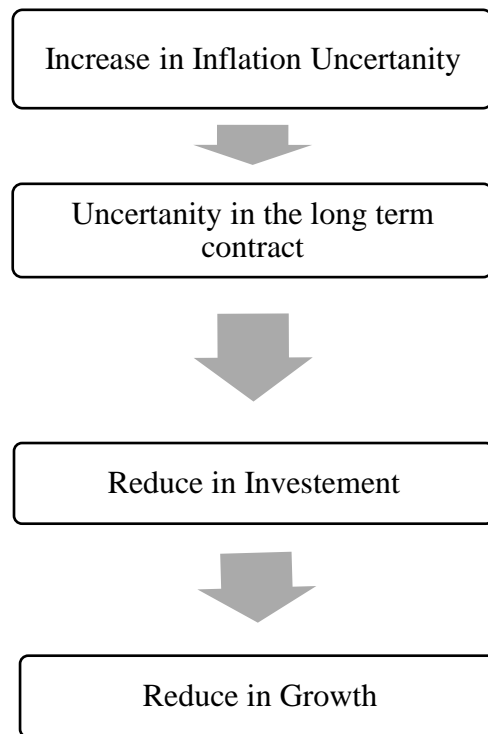 Increase in Inflation Uncertanity
Uncertanity in the long term
contract
Reduce in Investement
Reduce in Growth